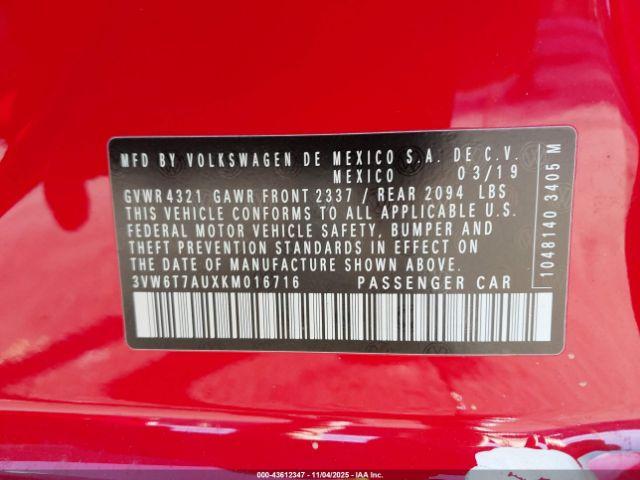 MFD BY VOLKSWAGEN DE MEXICO S.A. DE C.V.
MEXICO 03/19
GVWR 4321 GAWR FRONT 2337 / REAR 2094 LBS
THIS VEHICLE CONFORMS TO ALL APPLICABLE U.S.
FEDERAL MOTOR VEHICLE SAFETY, BUMPER AND
THEFT PREVENTION STANDARDS IN EFFECT ON
THE DATE OF MANUFACTURE SHOWN ABOVE.
3VW6T7AUXKM016716 PASSENGER CAR
1048140 3405 M
000-43612347 - 11/04/2025 - IAA Inc.